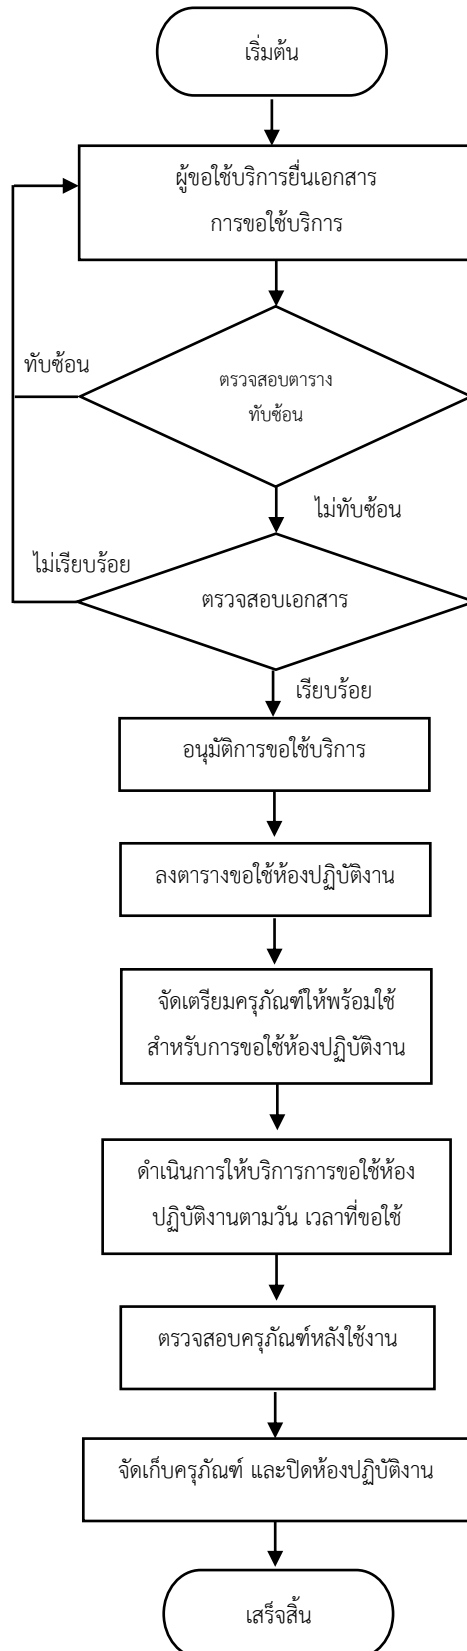 เริ่มต้น
ผู้ขอใช้บริการยื่นเอกสาร
การขอใช้บริการ
ทับซ้อน
ตรวจสอบตาราง
ทับซ้อน
ไม่ทับซ้อน
ไม่เรียบร้อย
ตรวจสอบเอกสาร
เรียบร้อย
อนุมัติการขอใช้บริการ
ลงตารางขอใช้ห้องปฏิบัติงาน
จัดเตรียมครุภัณฑ์ให้พร้อมใช้
สำหรับการขอใช้ห้องปฏิบัติงาน
ดำเนินการให้บริการการขอใช้ห้อง
ปฏิบัติงานตามวัน เวลาที่ขอใช้
ตรวจสอบครุภัณฑ์หลังใช้งาน
จัดเก็บครุภัณฑ์ และปิดห้องปฏิบัติงาน
เสร็จสิ้น